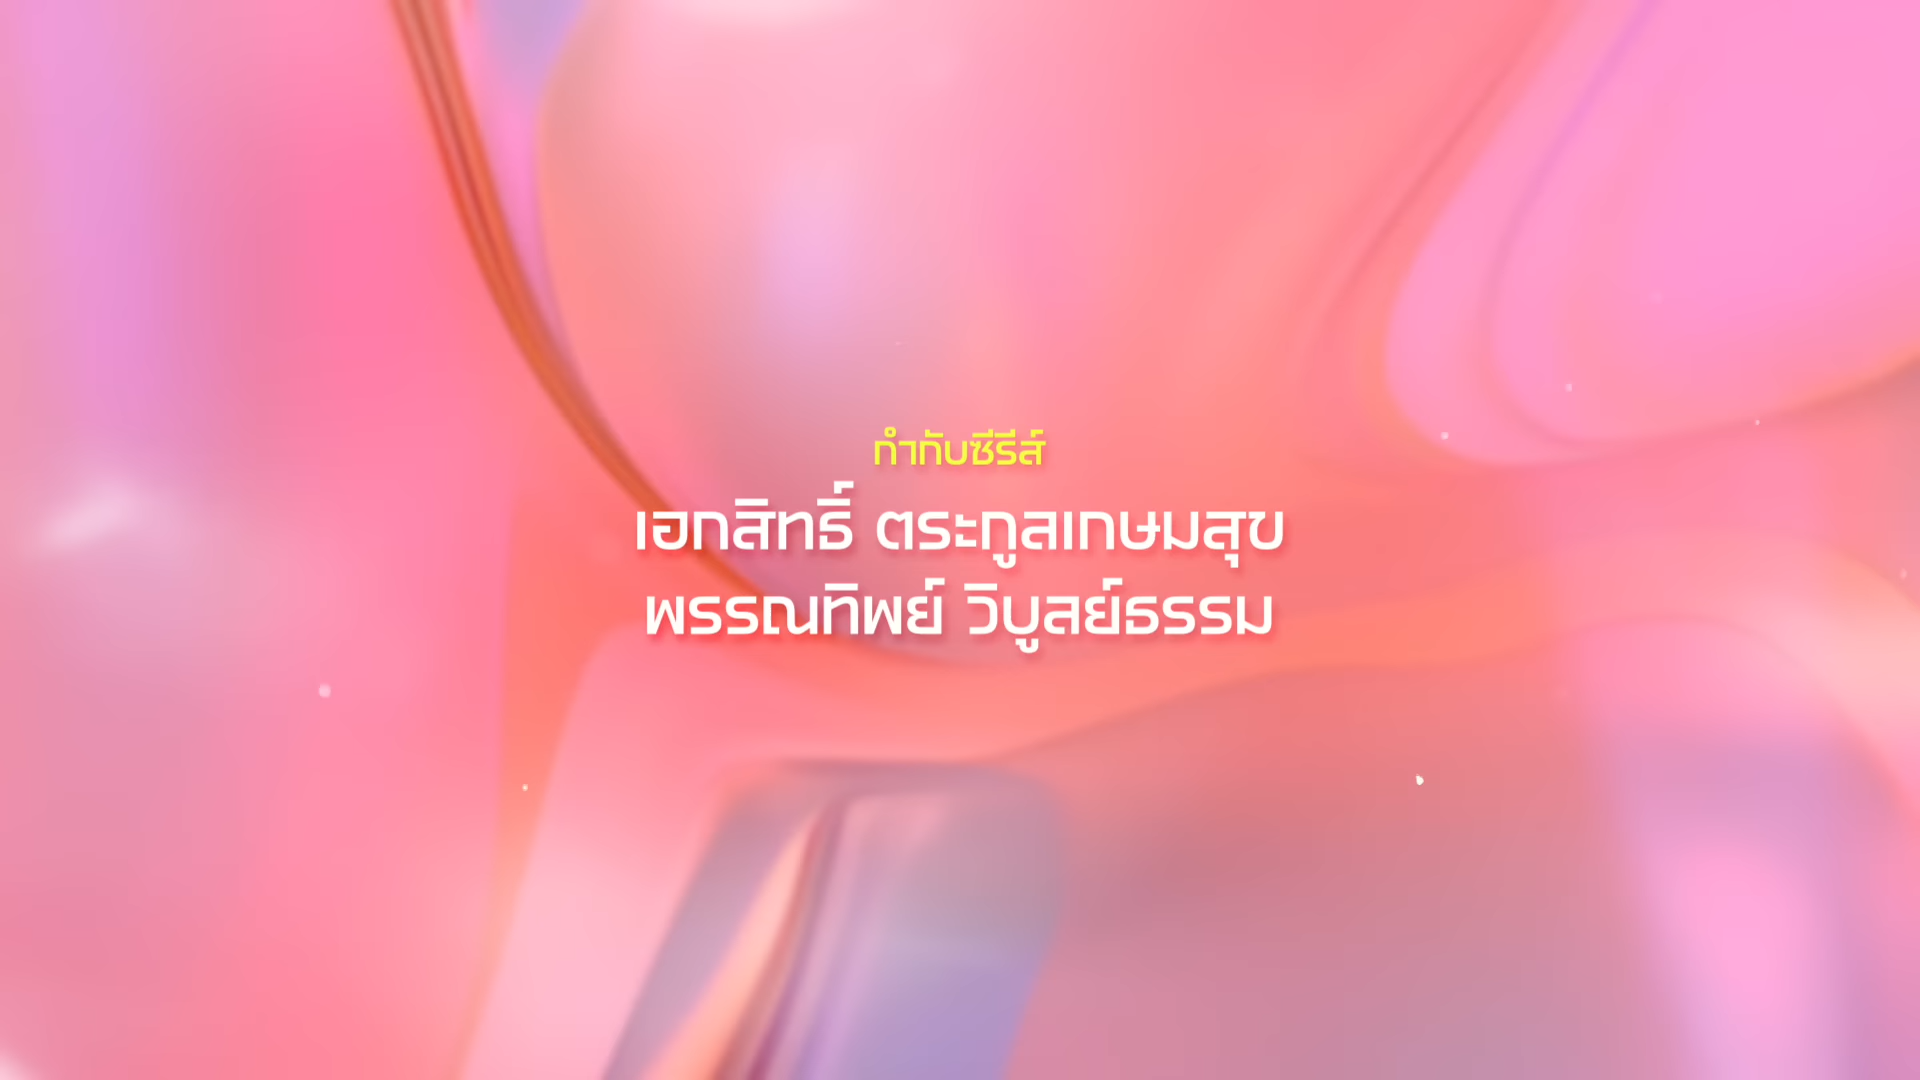 กำกับซีรีส์
เอกสิทธิ์ ตระกูลเกษมสุข
พรรณทิพย์ วิบูลย์ธรรม